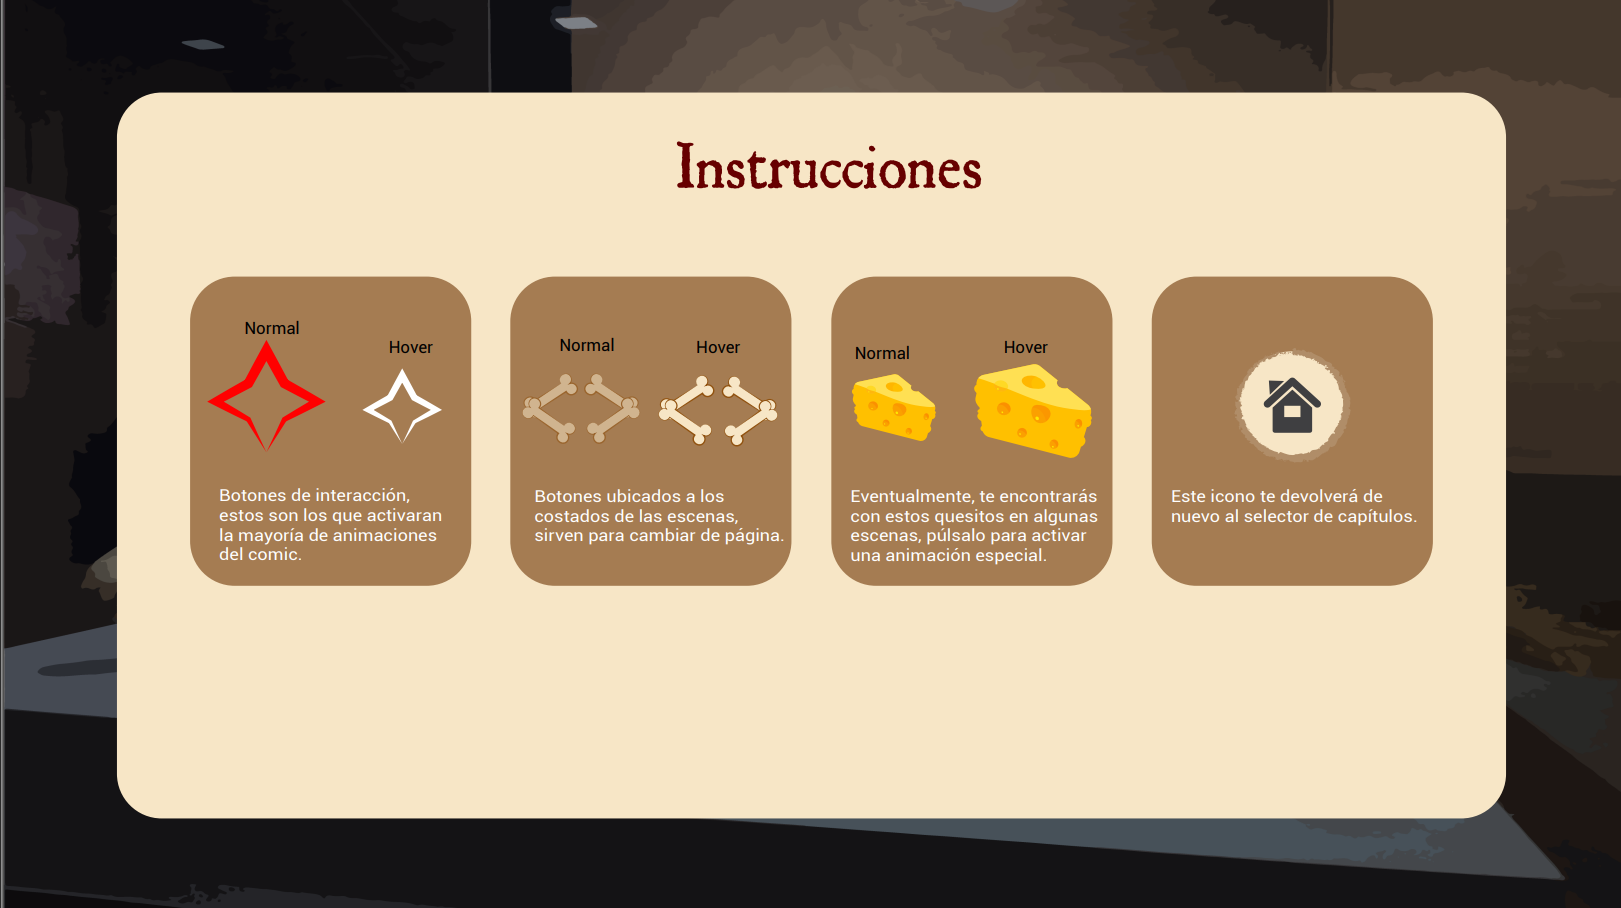 Instrucciones
Normal
Hover
Botones de interacción,
estos son los que activaran
la mayoría de animaciones
del comic.
Normal
Hover
Botones ubicados a los
costados de las escenas,
sirven para cambiar de página.
Normal
Hover
Eventualmente, te encontrarás
con estos quesitos en algunas
escenas, púlsalo para activar
una animación especial.
Este icono te devolverá de
nuevo al selector de capítulos.